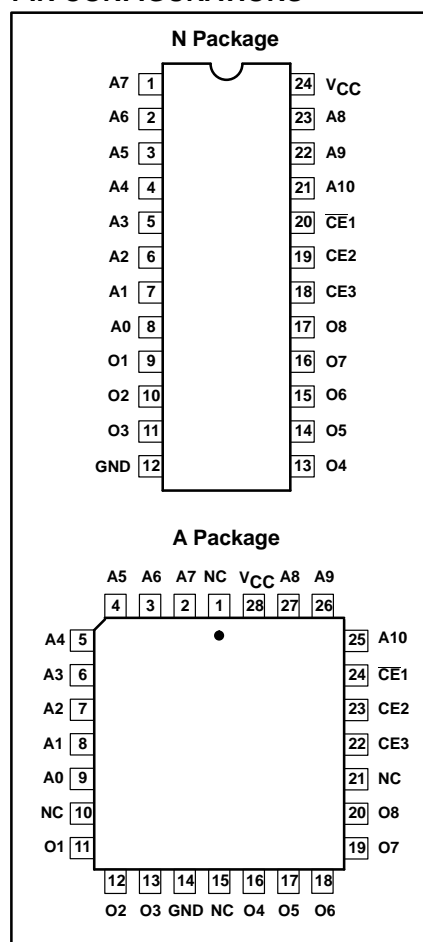 N Package
A7 1 24 VCC
A6 2 23 A8
A5 3 22 A9
A4 4 21 A10
A3 5 20 C̅E̅1
A2 6 19 CE2
A1 7 18 CE3
A0 8 17 O8
O1 9 16 O7
O2 10 15 O6
O3 11 14 O5
GND 12 13 O4
A Package
A5 A6 A7 NC VCC A8 A9
4 3 2 1 28 27 26
A4 5 25 A10
A3 6 24 C̅E̅1
A2 7 23 CE2
A1 8 22 CE3
A0 9 21 NC
NC 10 20 O8
O1 11 19 O7
12 13 14 15 16 17 18
O2 O3 GND NC O4 O5 O6